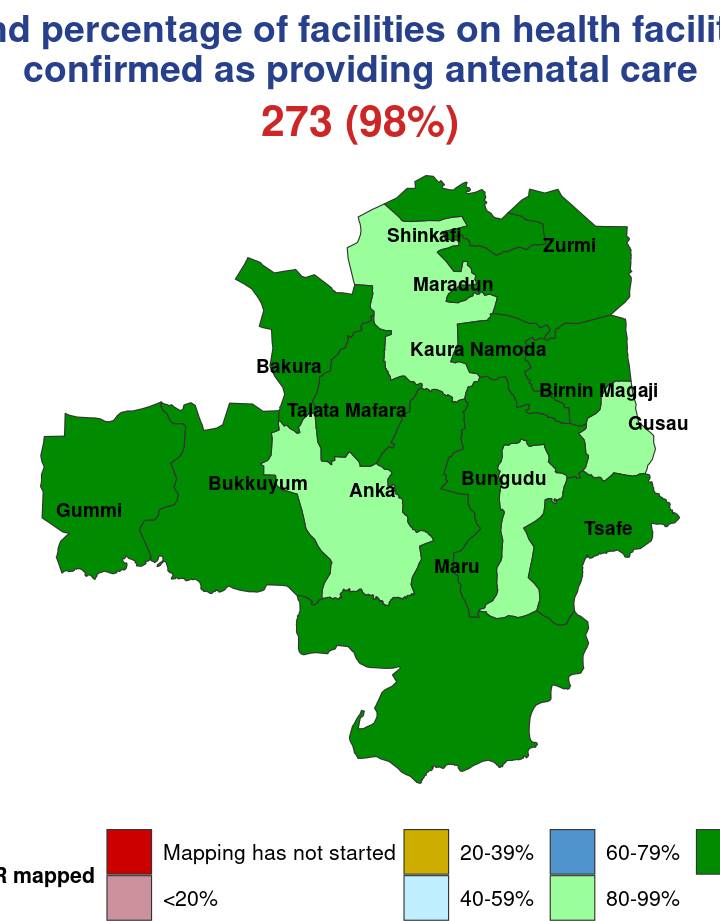 percentage of facilities on health
confirmed as providing antenatal care
273 (98%)
Shinkafi
Zurmi
Maradun
Kaura Namoda
Bakura
Birnin Magaji
Talata Mafara
Gusau
Bukkuyum
Bungudu
Anka
Gummi
Tsafe
Maru
Mapping has not started
20-39%
60-79%
R mapped
<20%
40-59%
80-99%